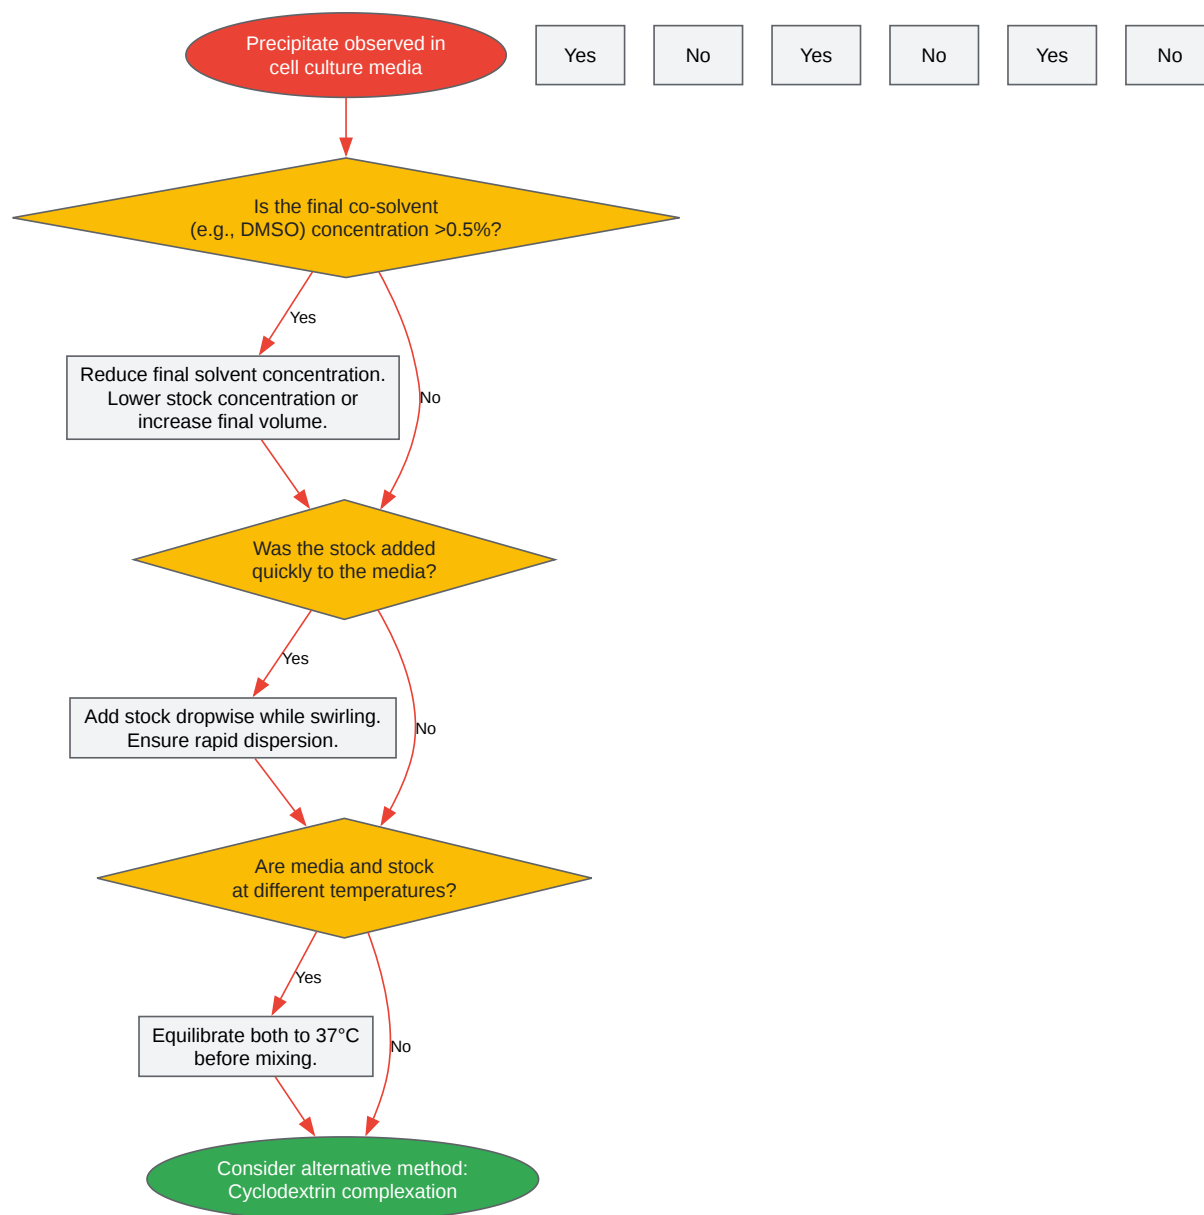 Precipitate observed in
cell culture media
Yes
No
Yes
No
Yes
No
Is the final co-solvent
(e.g., DMSO) concentration >0.5%?
Yes
Reduce final solvent concentration.
Lower stock concentration or
increase final volume.
No
Was the stock added
quickly to the media?
Yes
Add stock dropwise while swirling.
Ensure rapid dispersion.
No
Are media and stock
at different temperatures?
Yes
Equilibrate both to 37°C
before mixing.
No
Consider alternative method:
Cyclodextrin complexation